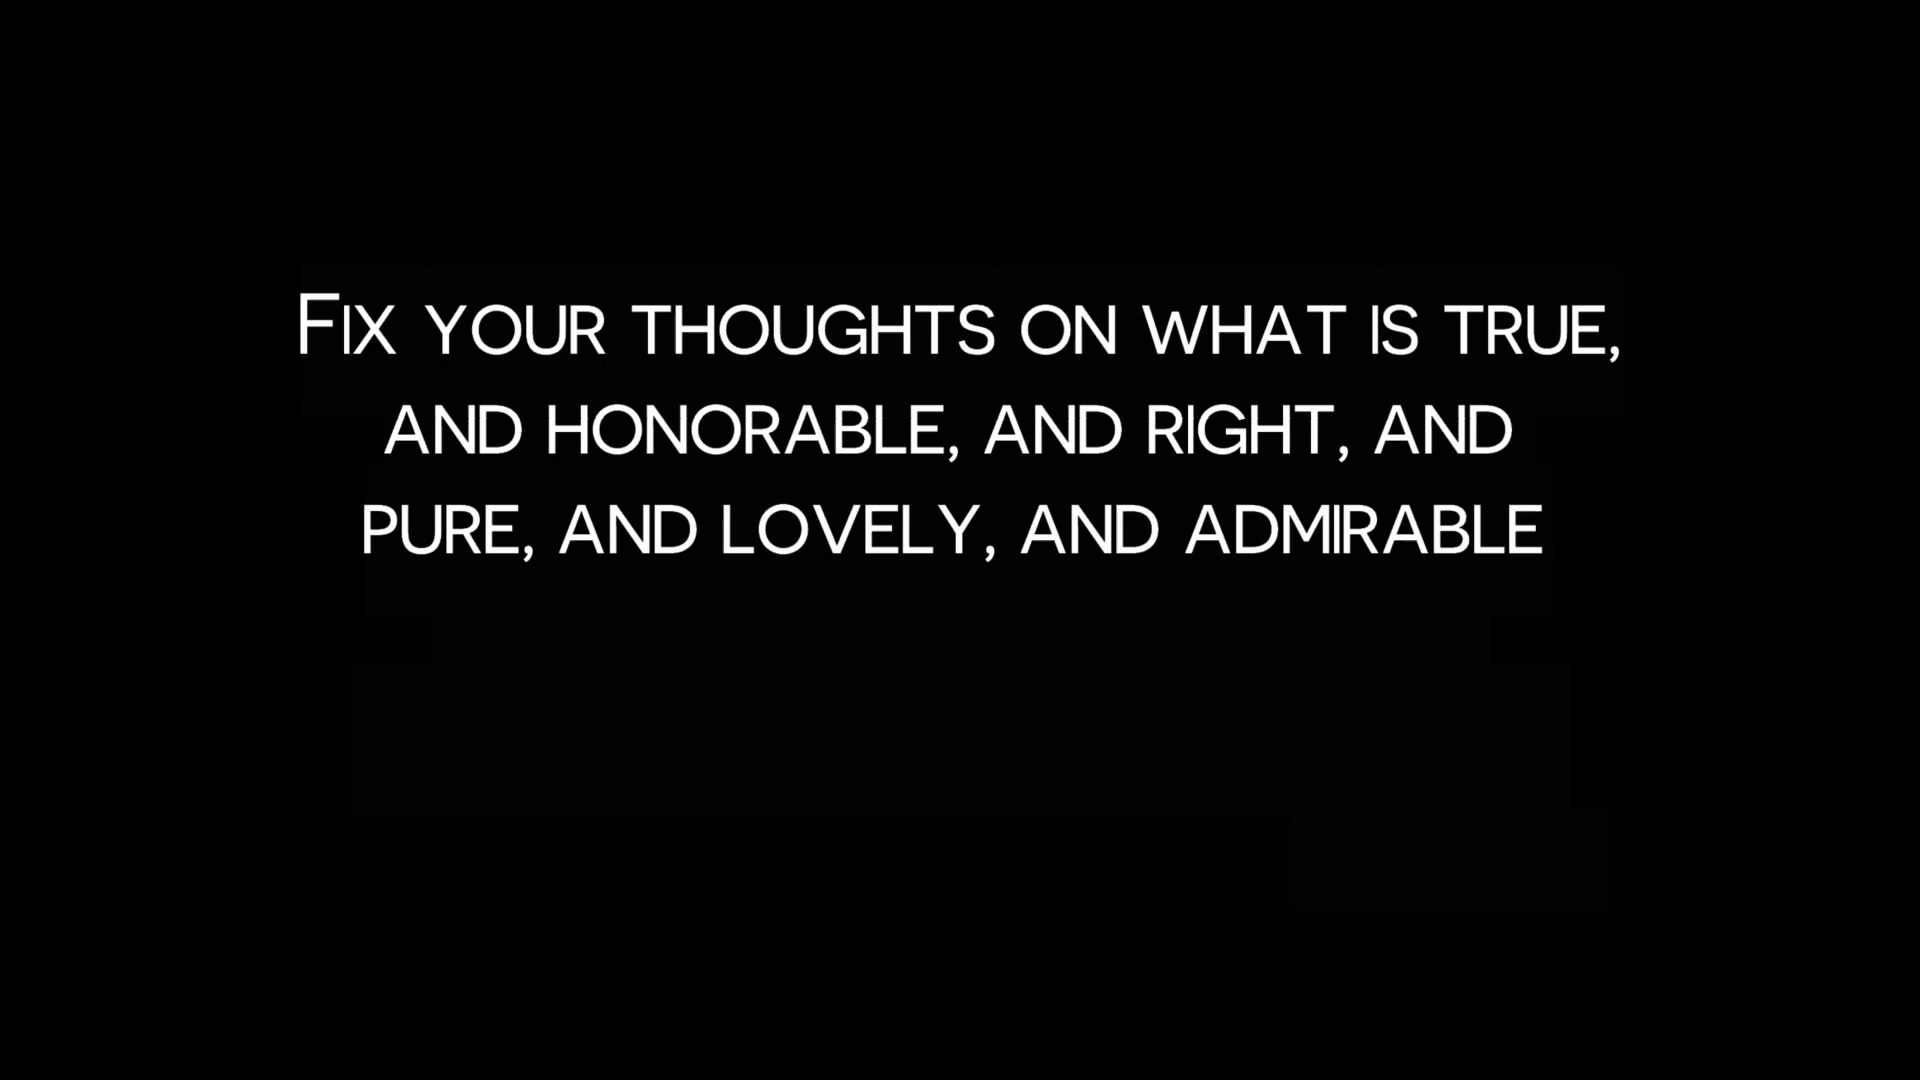 Fix your thoughts on what is true,
and honorable, and right, and
pure, and lovely, and admirable